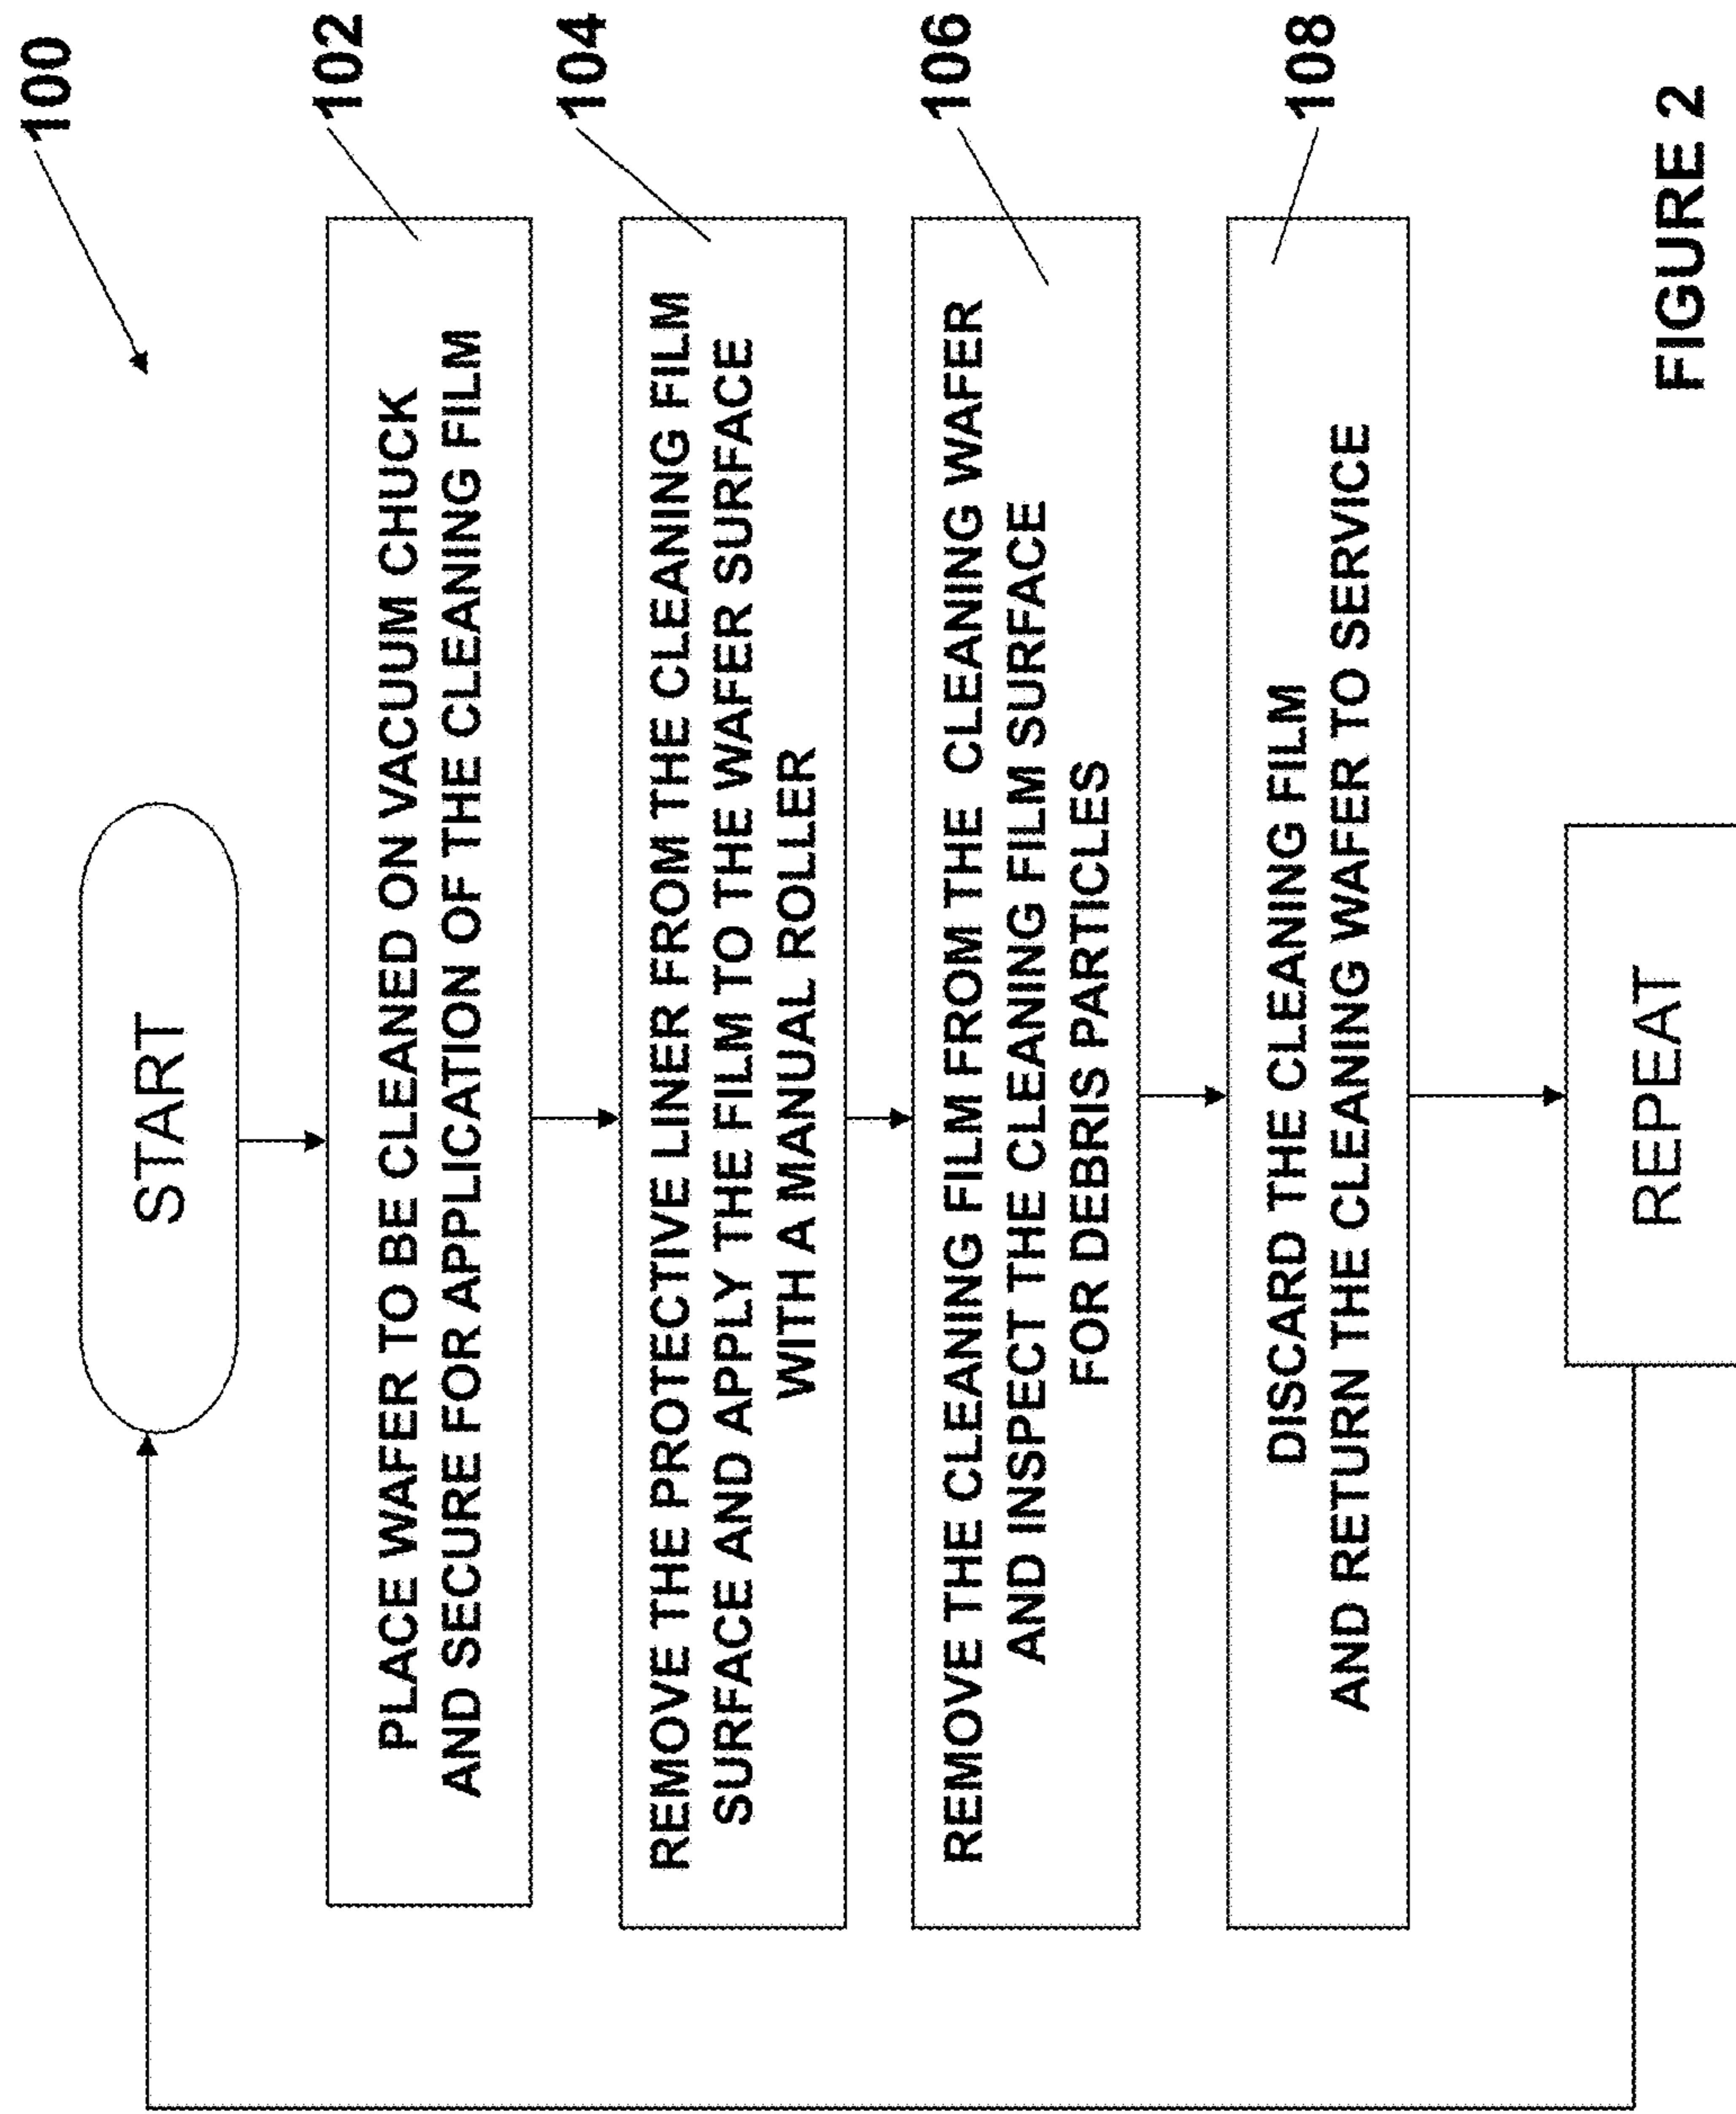 100
START
102
PLACE WAFER TO BE CLEANED ON VACUUM CHUCK
AND SECURE FOR APPLICATION OF THE CLEANING FILM
104
REMOVE THE PROTECTIVE LINER FROM THE CLEANING FILM
SURFACE AND APPLY THE FILM TO THE WAFER SURFACE
WITH A MANUAL ROLLER
106
REMOVE THE CLEANING FILM FROM THE CLEANING WAFER
AND INSPECT THE CLEANING FILM SURFACE
FOR DEBRIS PARTICLES
108
DISCARD THE CLEANING FILM
AND RETURN THE CLEANING WAFER TO SERVICE
REPEAT
FIGURE 2